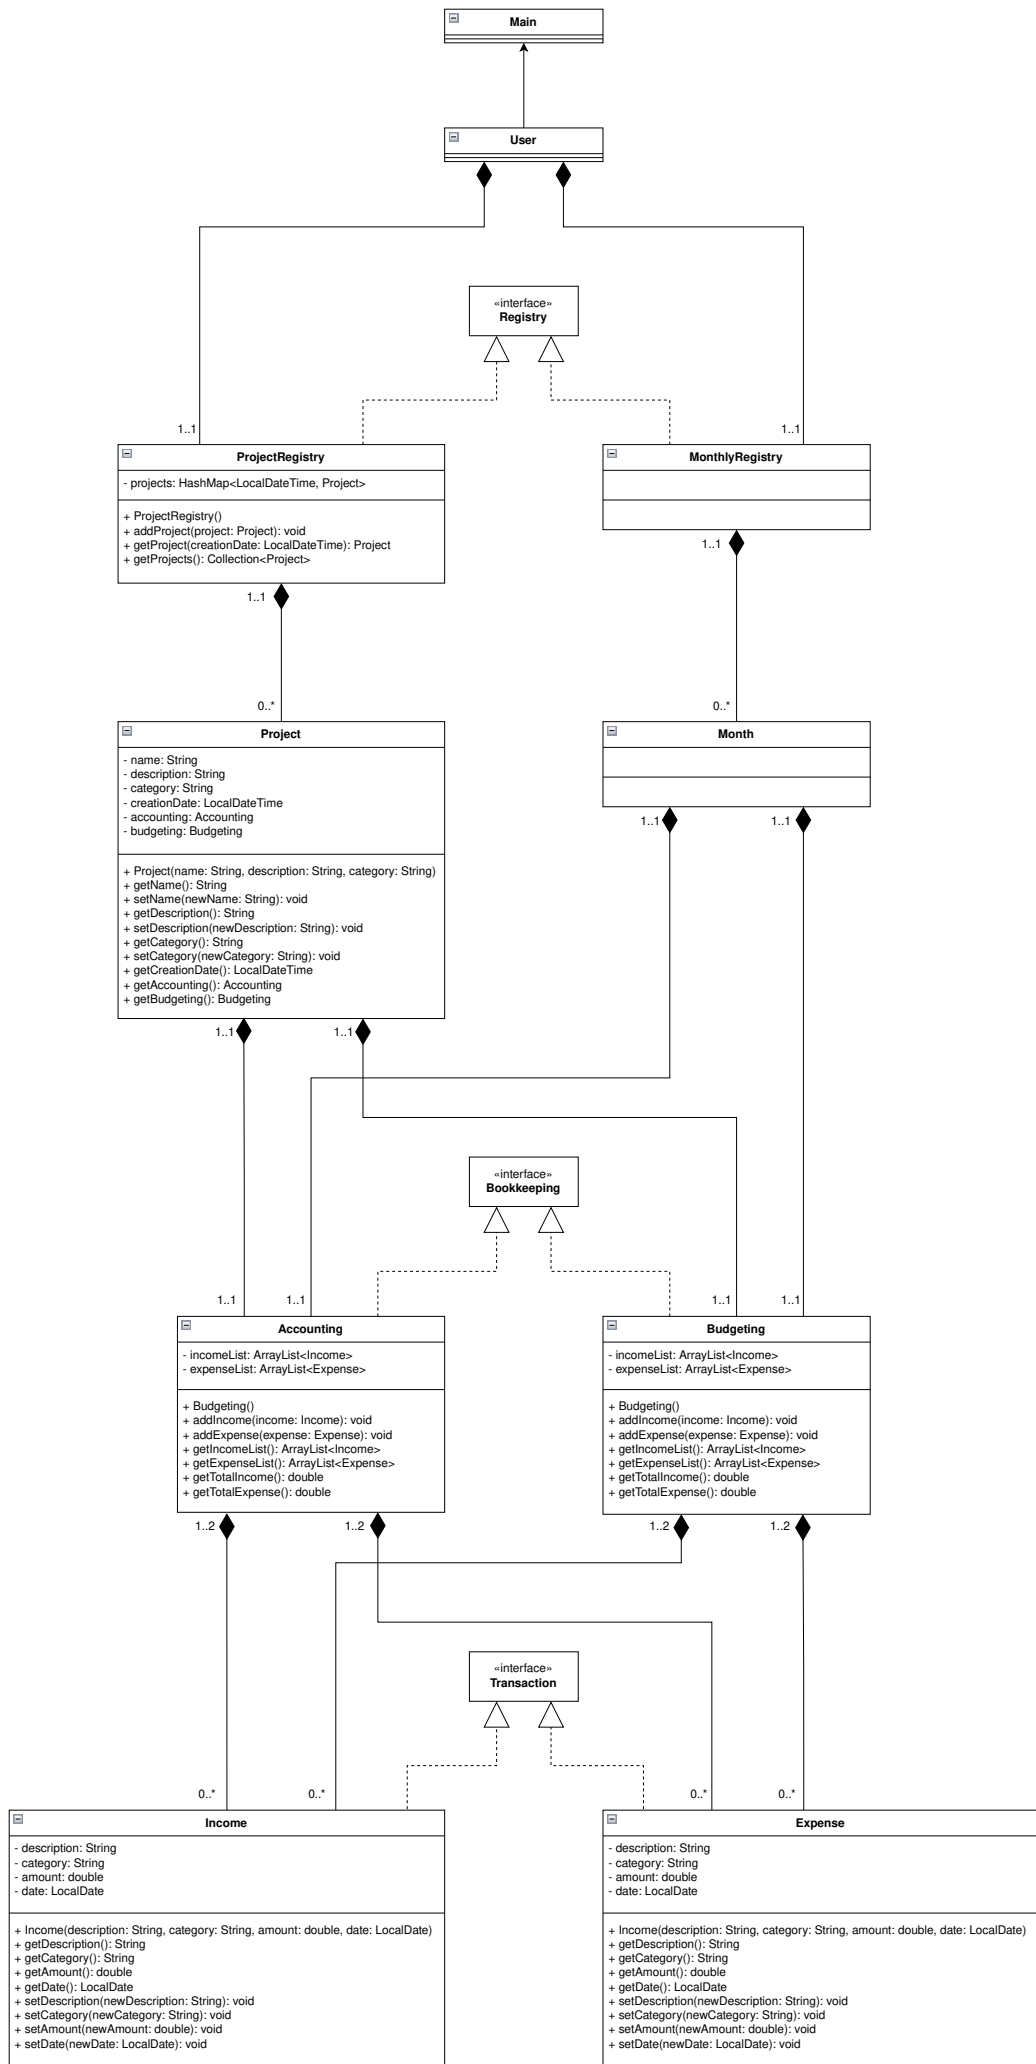 Main
User
«interface»
Registry
1..1
1..1
ProjectRegistry
- projects: HashMap<LocalDateTime, Project>
+ ProjectRegistry()
+ addProject(project: Project): void
+ getProject(creationDate: LocalDateTime): Project
+ getProjects(): Collection<Project>
MonthlyRegistry
1..1
1..1
0..*
0..*
Project
- name: String
- description: String
- category: String
- creationDate: LocalDateTime
- accounting: Accounting
- budgeting: Budgeting
+ Project(name: String, description: String, category: String)
+ getName(): String
+ setName(newName: String): void
+ getDescription(): String
+ setDescription(newDescription: String): void
+ getCategory(): String
+ setCategory(newCategory: String): void
+ getCreationDate(): LocalDateTime
+ getAccounting(): Accounting
+ getBudgeting(): Budgeting
Month
1..1
1..1
1..1
1..1
«interface»
Bookkeeping
1..1
1..1
1..1
1..1
Accounting
- incomeList: ArrayList<Income>
- expenseList: ArrayList<Expense>
+ Budgeting()
+ addIncome(income: Income): void
+ addExpense(expense: Expense): void
+ getIncomeList(): ArrayList<Income>
+ getExpenseList(): ArrayList<Expense>
+ getTotalIncome(): double
+ getTotalExpense(): double
Budgeting
- incomeList: ArrayList<Income>
- expenseList: ArrayList<Expense>
+ Budgeting()
+ addIncome(income: Income): void
+ addExpense(expense: Expense): void
+ getIncomeList(): ArrayList<Income>
+ getExpenseList(): ArrayList<Expense>
+ getTotalIncome(): double
+ getTotalExpense(): double
1..2
1..2
1..2
1..2
«interface»
Transaction
0..*
0..*
0..*
0..*
Income
- description: String
- category: String
- amount: double
- date: LocalDate
+ Income(description: String, category: String, amount: double, date: LocalDate)
+ getDescription(): String
+ getCategory(): String
+ getAmount(): double
+ getDate(): LocalDate
+ setDescription(newDescription: String): void
+ setCategory(newCategory: String): void
+ setAmount(newAmount: double): void
+ setDate(newDate: LocalDate): void
Expense
- description: String
- category: String
- amount: double
- date: LocalDate
+ Income(description: String, category: String, amount: double, date: LocalDate)
+ getDescription(): String
+ getCategory(): String
+ getAmount(): double
+ getDate(): LocalDate
+ setDescription(newDescription: String): void
+ setCategory(newCategory: String): void
+ setAmount(newAmount: double): void
+ setDate(newDate: LocalDate): void